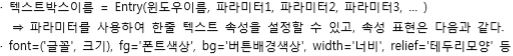 · 텍스트박스이름 = Entry(윈도우이름, 파라미터1, 파라미터2, 파라미터3, ... )
⇒ 파라미터를 사용하여 한줄 텍스트 속성을 설정할 수 있고, 속성 표현은 다음과 같다.
· font=('글꼴', 크기), fg='폰트색상', bg='버튼배경색상', width='너비', relief='테두리모양' 등